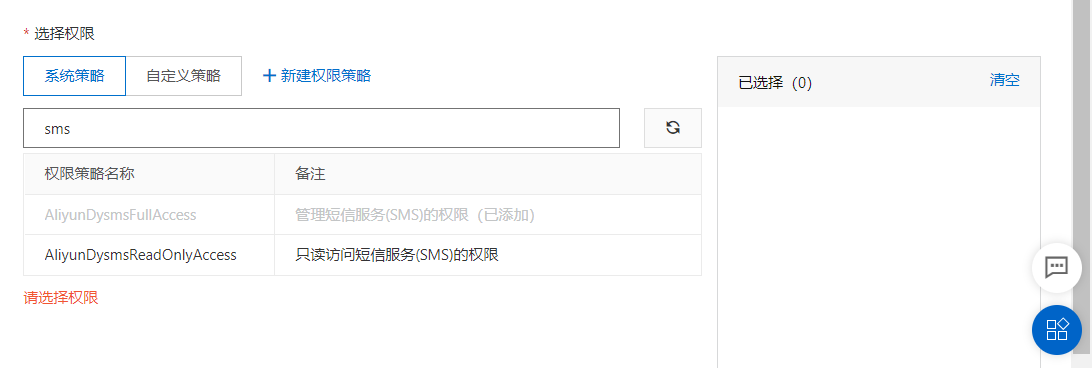 * 选择权限
系统策略 自定义策略 + 新建权限策略
已选择（0） 清空
sms
权限策略名称 备注
AliyunDysmsFullAccess 管理短信服务(SMS)的权限（已添加）
AliyunDysmsReadOnlyAccess 只读访问短信服务(SMS)的权限
请选择权限